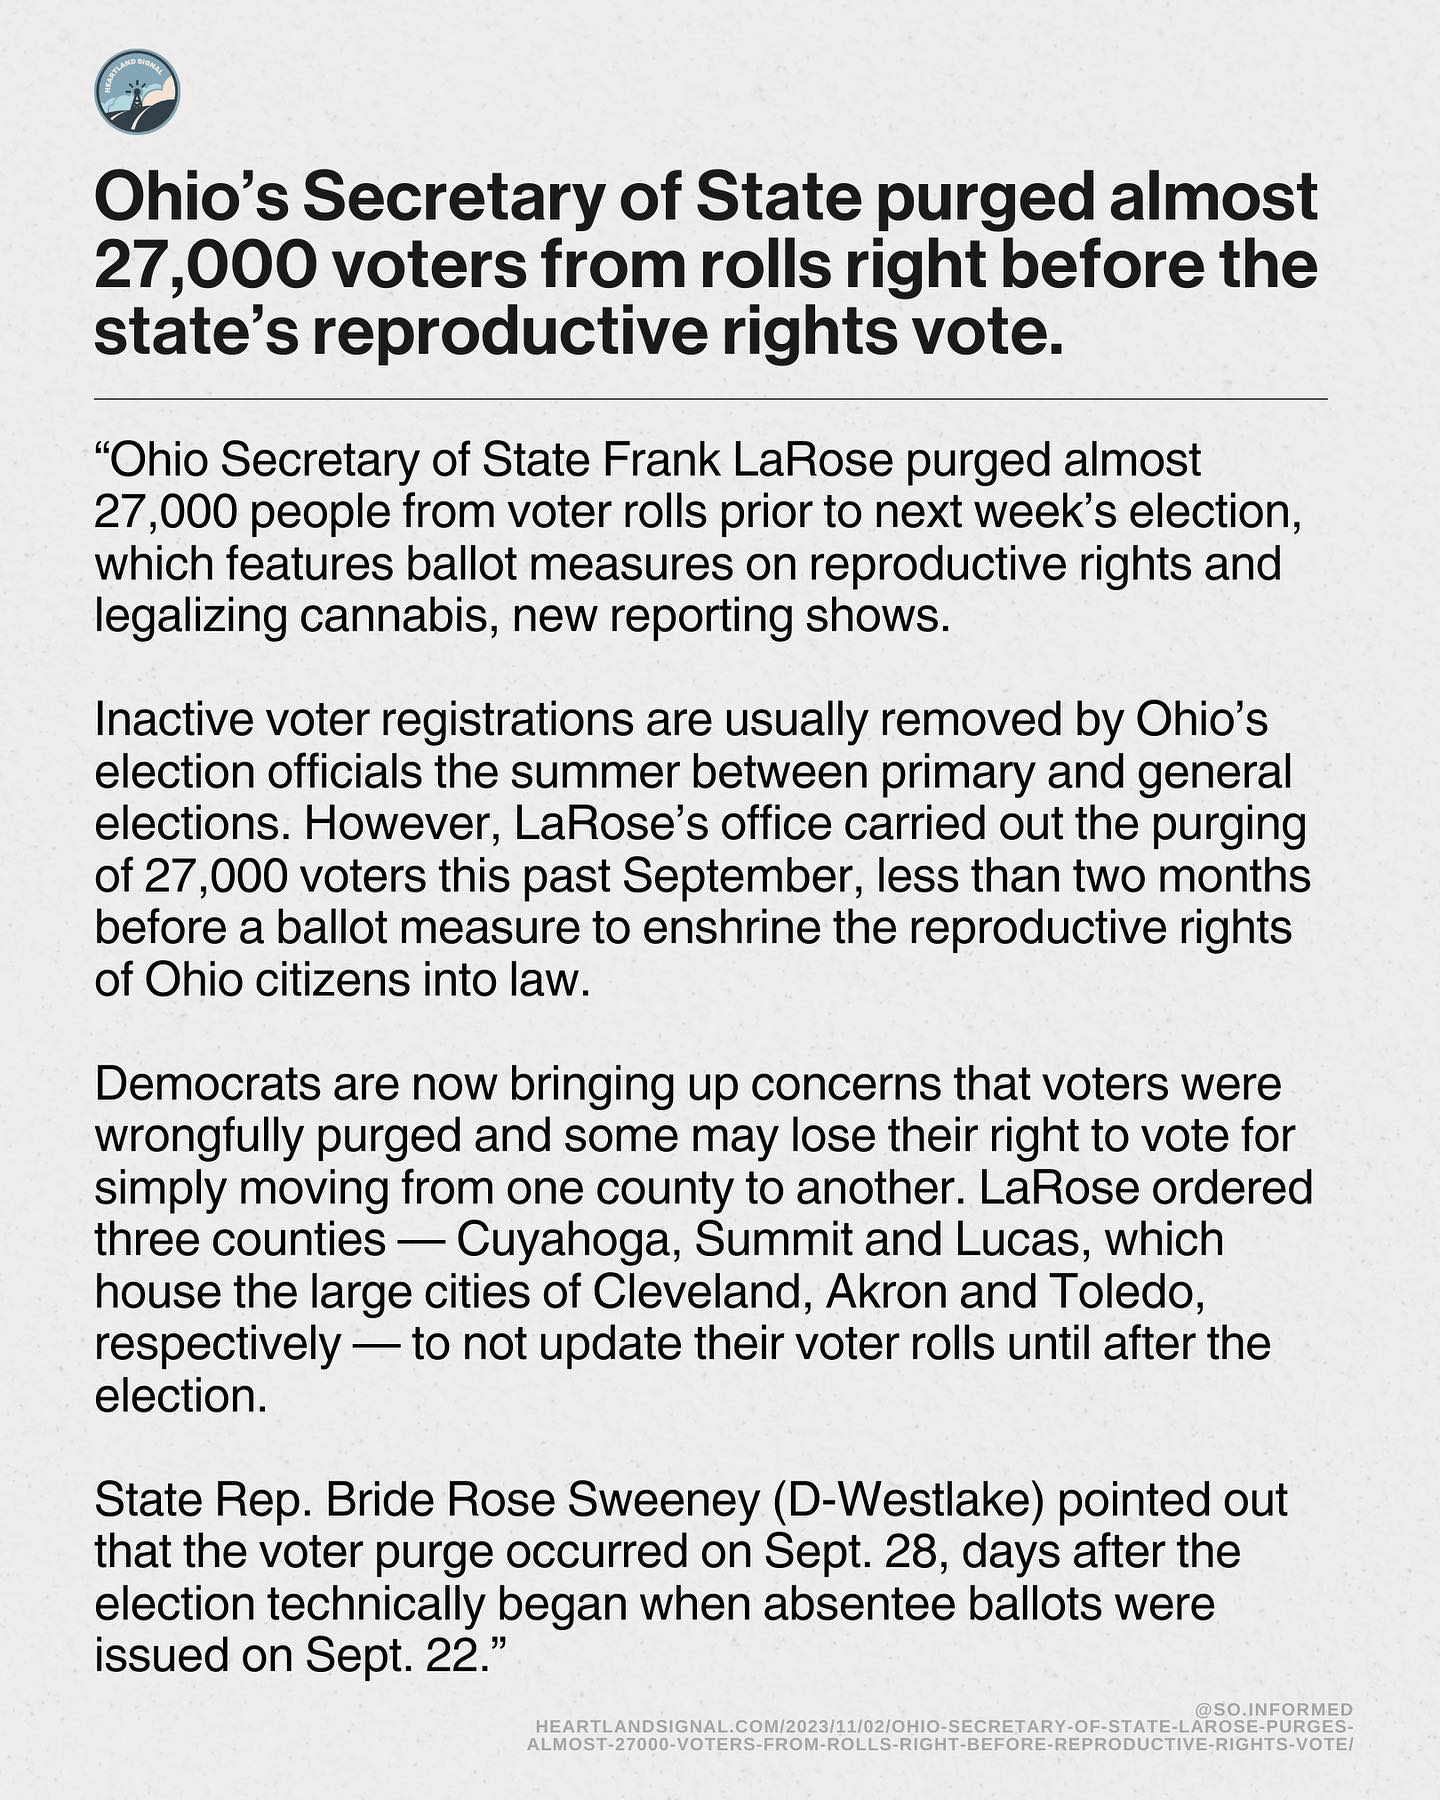 HEARTLAND SIGNAL
Ohio’s Secretary of State purged almost
27,000 voters from rolls right before the
state’s reproductive rights vote.
“Ohio Secretary of State Frank LaRose purged almost
27,000 people from voter rolls prior to next week’s election,
which features ballot measures on reproductive rights and
legalizing cannabis, new reporting shows.
Inactive voter registrations are usually removed by Ohio’s
election officials the summer between primary and general
elections. However, LaRose’s office carried out the purging
of 27,000 voters this past September, less than two months
before a ballot measure to enshrine the reproductive rights
of Ohio citizens into law.
Democrats are now bringing up concerns that voters were
wrongfully purged and some may lose their right to vote for
simply moving from one county to another. LaRose ordered
three counties — Cuyahoga, Summit and Lucas, which
house the large cities of Cleveland, Akron and Toledo,
respectively — to not update their voter rolls until after the
election.
State Rep. Bride Rose Sweeney (D-Westlake) pointed out
that the voter purge occurred on Sept. 28, days after the
election technically began when absentee ballots were
issued on Sept. 22.”
@SO.INFORMED
HEARTLANDSIGNAL.COM/2023/11/02/OHIO-SECRETARY-OF-STATE-LAROSE-PURGES-
ALMOST-27000-VOTERS-FROM-ROLLS-RIGHT-BEFORE-REPRODUCTIVE-RIGHTS-VOTE/